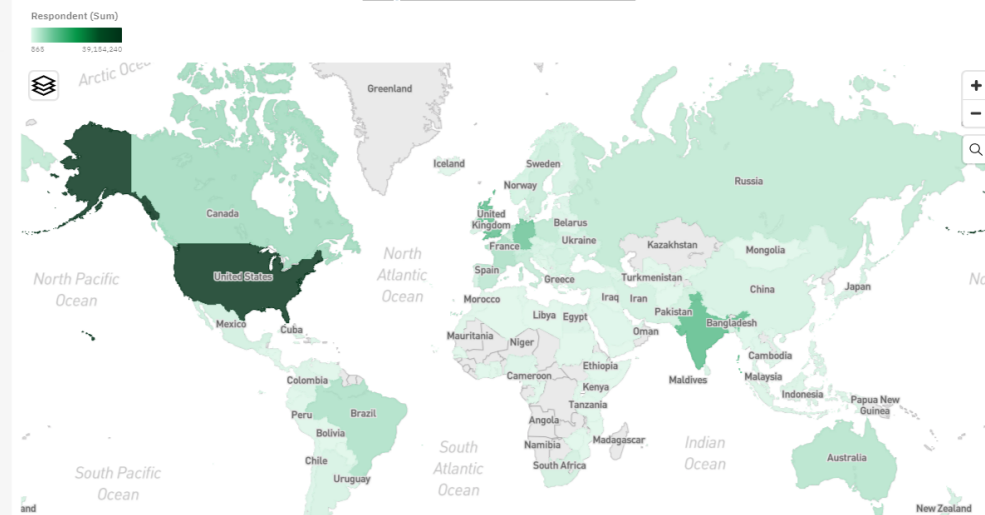 Respondent (Sum)
865
39,154,240
Arctic Ocea
Greenland
Iceland
Sweden
Norway
Russia
Canada
United
Kingdom
Belarus
Ukraine
France
North
Atlantic
Ocean
Kazakhstan
Mongolia
North Pacific
Ocean
United States
Spain
Greece
Turkmenistan
China
Japan
No
Morocco
Iraq
Iran
Libya
Egypt
Pakistan
Bangladesh
Mexico
Cuba
Mauritania
Niger
Oman
Cambodia
Colombia
Cameroon
Ethiopia
Kenya
Maldives
Malaysia
Indonesia
Papua New
Guinea
Peru
Brazil
Tanzania
Bolivia
Angola
Namibia
Madagascar
Indian
Ocean
South
Atlantic
Ocean
Chile
Uruguay
South Africa
Australia
South Pacific
Ocean
and
New Zealand